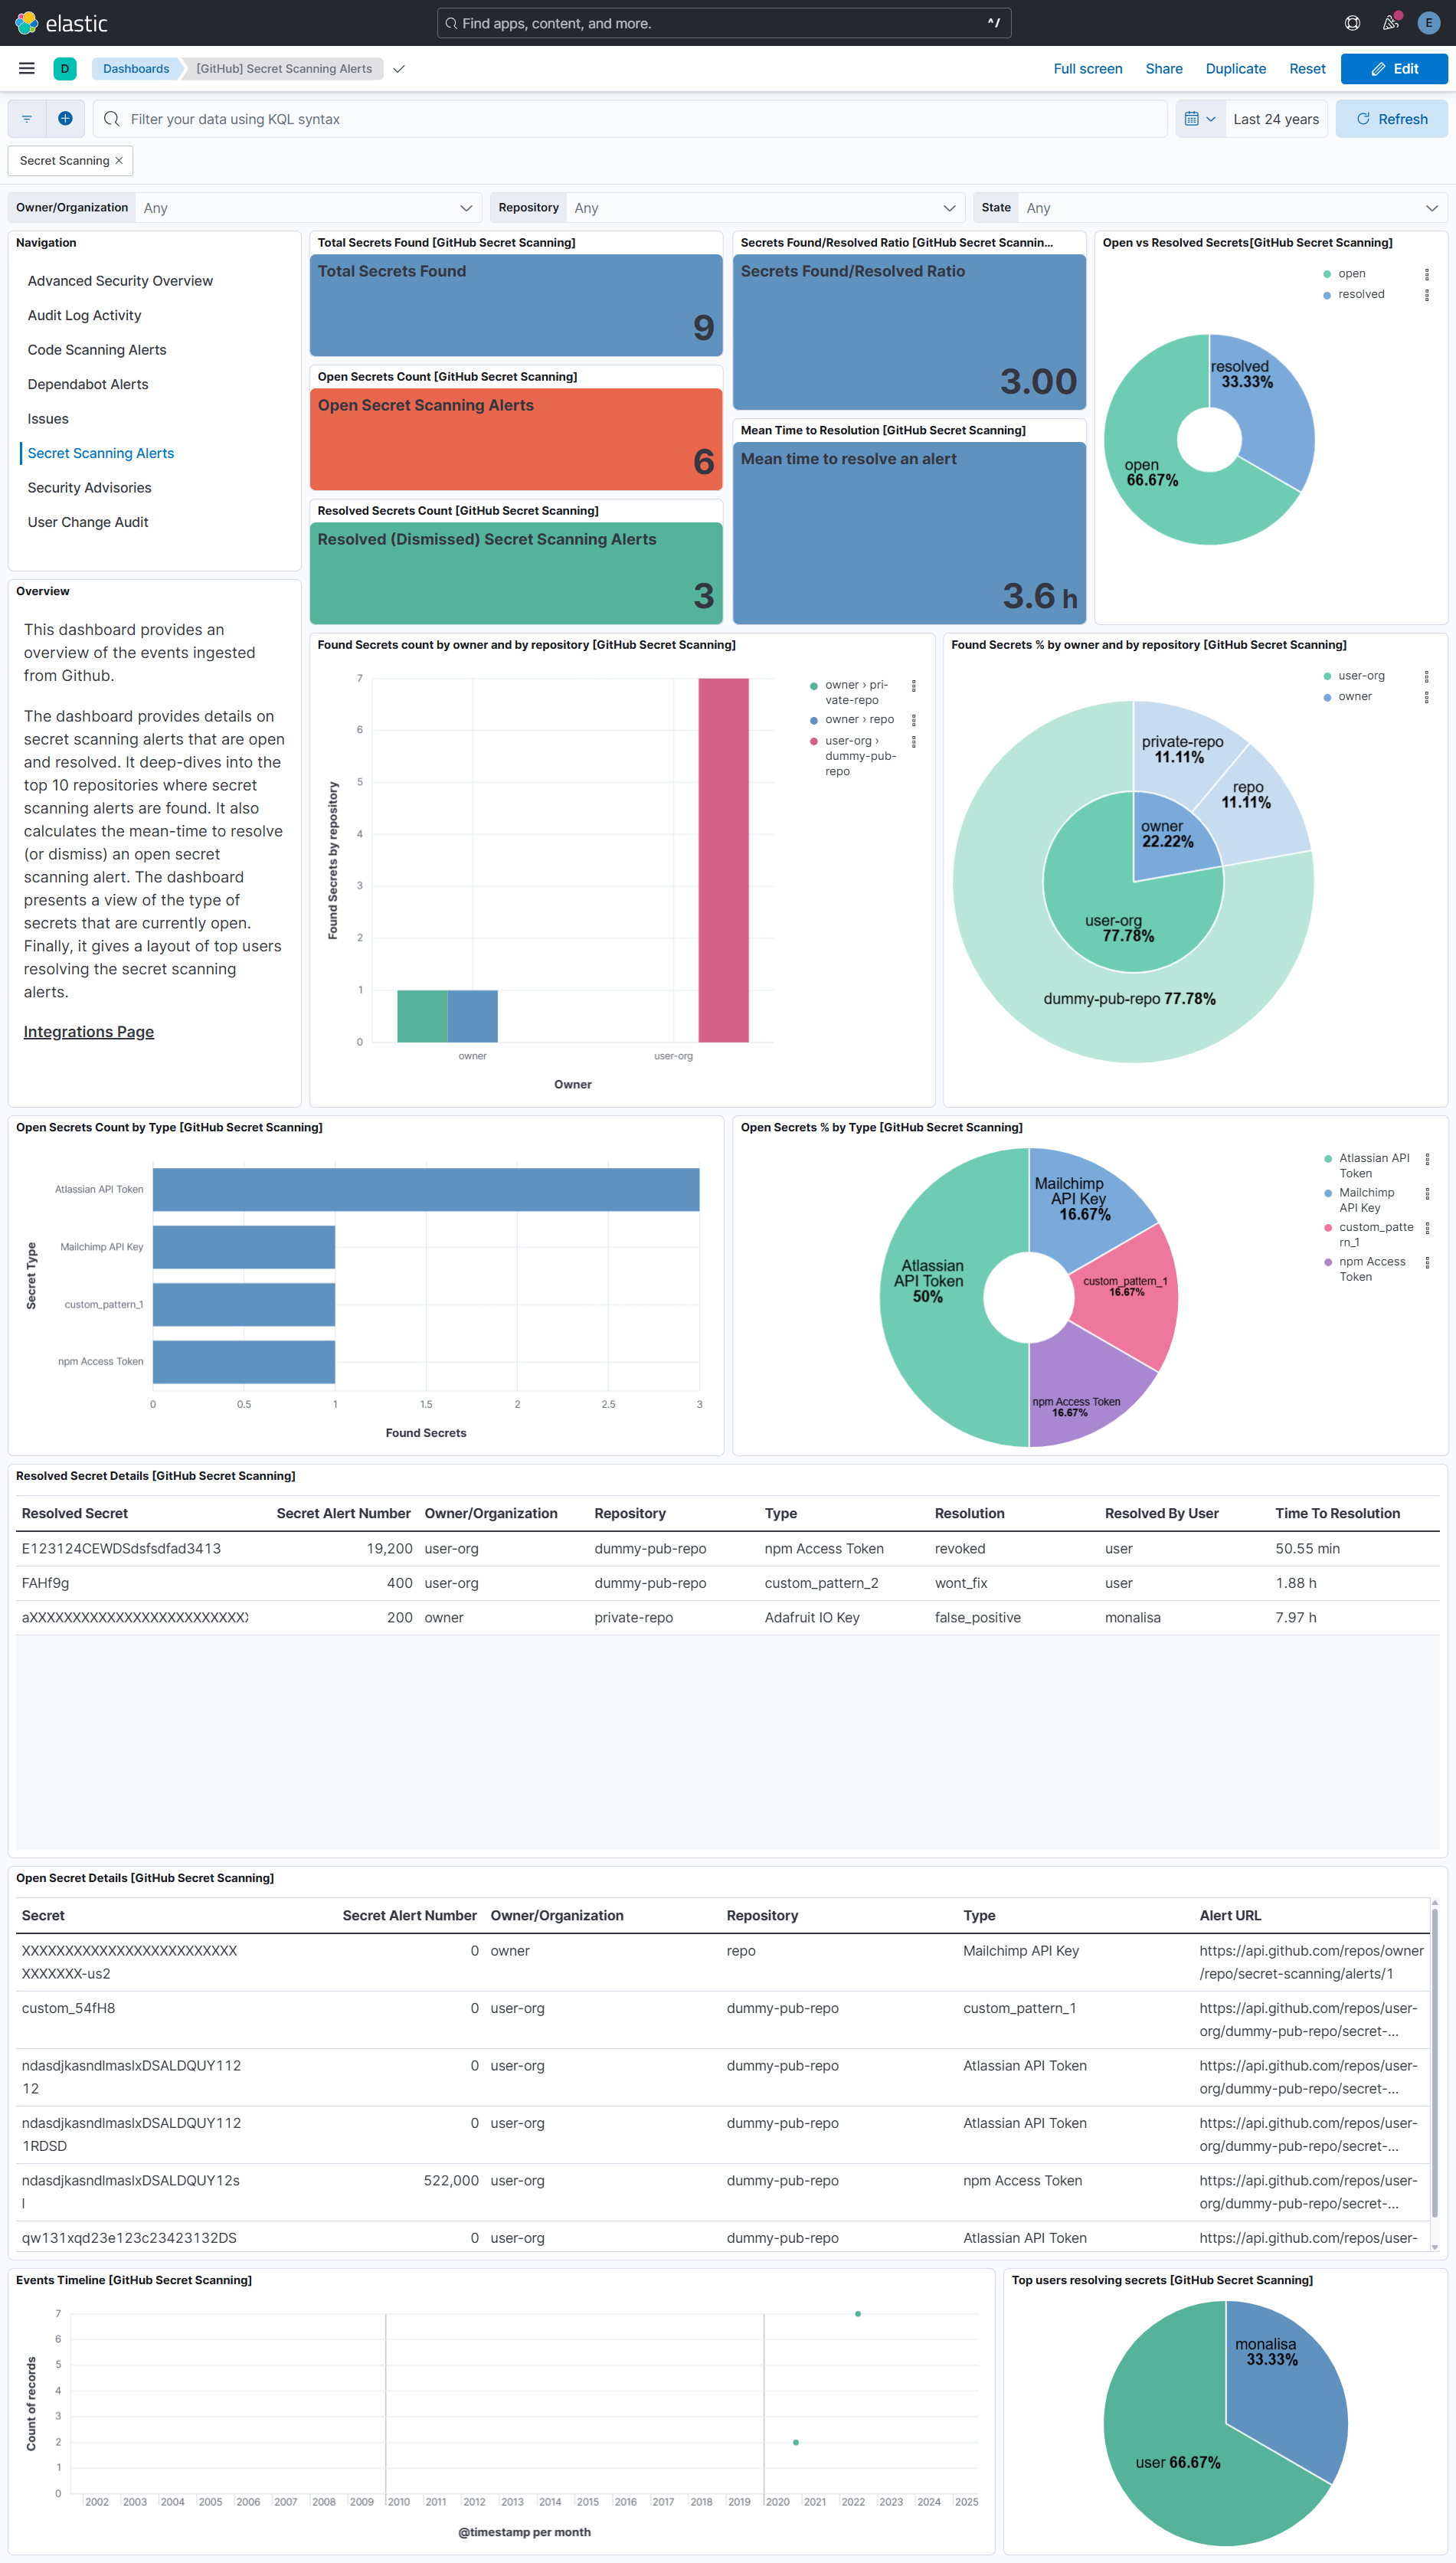 elastic
Find apps, content, and more.
^/
E
D
Dashboards
[GitHub] Secret Scanning Alerts
Full screen
Share
Duplicate
Reset
Edit
Filter your data using KQL syntax
Last 24 years
Refresh
Secret Scanning ×
Owner/Organization Any
Repository Any
State Any
Navigation
Advanced Security Overview
Audit Log Activity
Code Scanning Alerts
Dependabot Alerts
Issues
Secret Scanning Alerts
Security Advisories
User Change Audit
Total Secrets Found [GitHub Secret Scanning]
Total Secrets Found
9
Open Secrets Count [GitHub Secret Scanning]
Open Secret Scanning Alerts
6
Resolved Secrets Count [GitHub Secret Scanning]
Resolved (Dismissed) Secret Scanning Alerts
3
Secrets Found/Resolved Ratio [GitHub Secret Scannin...
Secrets Found/Resolved Ratio
3.00
Mean Time to Resolution [GitHub Secret Scanning]
Mean time to resolve an alert
3.6 h
Open vs Resolved Secrets[GitHub Secret Scanning]
open
resolved
resolved
33.33%
open
66.67%
Overview
This dashboard provides an
overview of the events ingested
from Github.
The dashboard provides details on
secret scanning alerts that are open
and resolved. It deep-dives into the
top 10 repositories where secret
scanning alerts are found. It also
calculates the mean-time to resolve
(or dismiss) an open secret
scanning alert. The dashboard
presents a view of the type of
secrets that are currently open.
Finally, it gives a layout of top users
resolving the secret scanning
alerts.
Integrations Page
Found Secrets count by owner and by repository [GitHub Secret Scanning]
Found Secrets by repository
7
6
5
4
3
2
1
0
owner
user-org
Owner
owner › pri-
vate-repo
owner › repo
user-org ›
dummy-pub-
repo
Found Secrets % by owner and by repository [GitHub Secret Scanning]
user-org
owner
private-repo
11.11%
repo
11.11%
owner
22.22%
user-org
77.78%
dummy-pub-repo 77.78%
Open Secrets Count by Type [GitHub Secret Scanning]
Secret Type
Atlassian API Token
Mailchimp API Key
custom_pattern_1
npm Access Token
0 0.5 1 1.5 2 2.5 3
Found Secrets
Open Secrets % by Type [GitHub Secret Scanning]
Mailchimp
API Key
16.67%
Atlassian
API Token
50%
custom_pattern_1
16.67%
npm Access Token
16.67%
Atlassian API
Token
Mailchimp
API Key
custom_patte
rn_1
npm Access
Token
Resolved Secret Details [GitHub Secret Scanning]
Resolved Secret Secret Alert Number Owner/Organization Repository Type Resolution Resolved By User Time To Resolution
E123124CEWDSdsfsdfad3413 19,200 user-org dummy-pub-repo npm Access Token revoked user 50.55 min
FAHf9g 400 user-org dummy-pub-repo custom_pattern_2 wont_fix user 1.88 h
aXXXXXXXXXXXXXXXXXXXXXXXXX 200 owner private-repo Adafruit IO Key false_positive monalisa 7.97 h
Open Secret Details [GitHub Secret Scanning]
Secret Secret Alert Number Owner/Organization Repository Type Alert URL
XXXXXXXXXXXXXXXXXXXXXXXXX 0 owner repo Mailchimp API Key https://api.github.com/repos/owner
XXXXXXX-us2 /repo/secret-scanning/alerts/1
custom_54fH8 0 user-org dummy-pub-repo custom_pattern_1 https://api.github.com/repos/user-
org/dummy-pub-repo/secret-...
ndasdjkasndlmaslxDSALDQUY112 0 user-org dummy-pub-repo Atlassian API Token https://api.github.com/repos/user-
12 org/dummy-pub-repo/secret-...
ndasdjkasndlmaslxDSALDQUY112 0 user-org dummy-pub-repo Atlassian API Token https://api.github.com/repos/user-
1RDSD org/dummy-pub-repo/secret-...
ndasdjkasndlmaslxDSALDQUY12s 522,000 user-org dummy-pub-repo npm Access Token https://api.github.com/repos/user-
l org/dummy-pub-repo/secret-...
qw131xqd23e123c23423132DS 0 user-org dummy-pub-repo Atlassian API Token https://api.github.com/repos/user-
Events Timeline [GitHub Secret Scanning]
Count of records
7
6
5
4
3
2
1
0
2002 2003 2004 2005 2006 2007 2008 2009 2010 2011 2012 2013 2014 2015 2016 2017 2018 2019 2020 2021 2022 2023 2024 2025
@timestamp per month
Top users resolving secrets [GitHub Secret Scanning]
monalisa
33.33%
user 66.67%